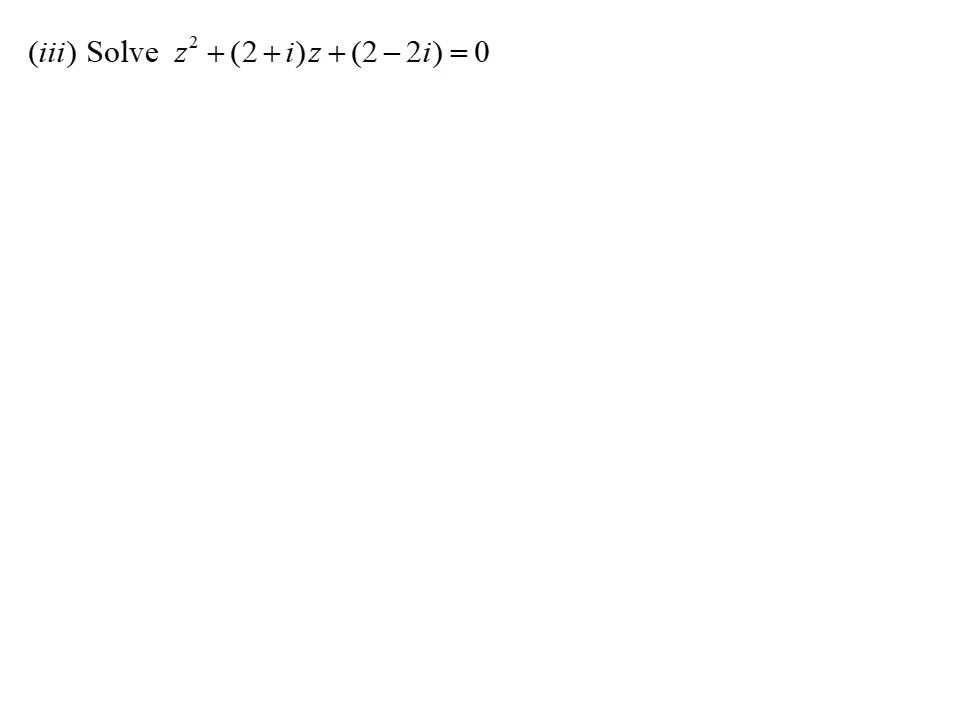 (iii) Solve z² + (2 + i)z + (2 − 2i) = 0